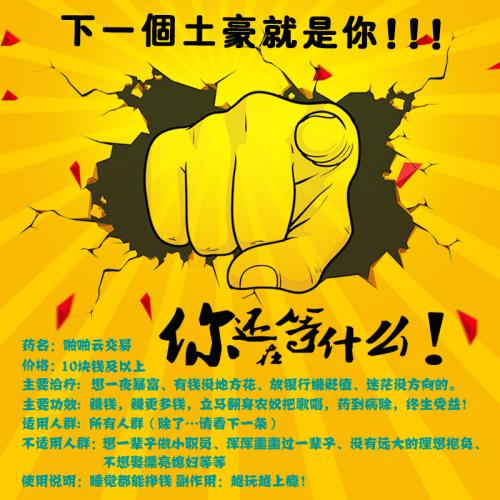 下一個土豪就是你!!!
你还在等什么!
药名：啪啪云交易
价格：10块钱及以上
主要治疗：想一夜暴富、有钱没地方花、放银行嫌贬值、迷茫没方向的。
主要功效：赚钱，赚更多钱，立马翻身农奴把歌唱，药到病除，终生受益！
适用人群：所有人群（除了…请看下一条）
不适用人群：想一辈子做小职员、浑浑噩噩过一辈子、没有远大的理想抱负、
不想娶漂亮媳妇等等
使用说明：睡觉都能挣钱 副作用：越玩越上瘾！